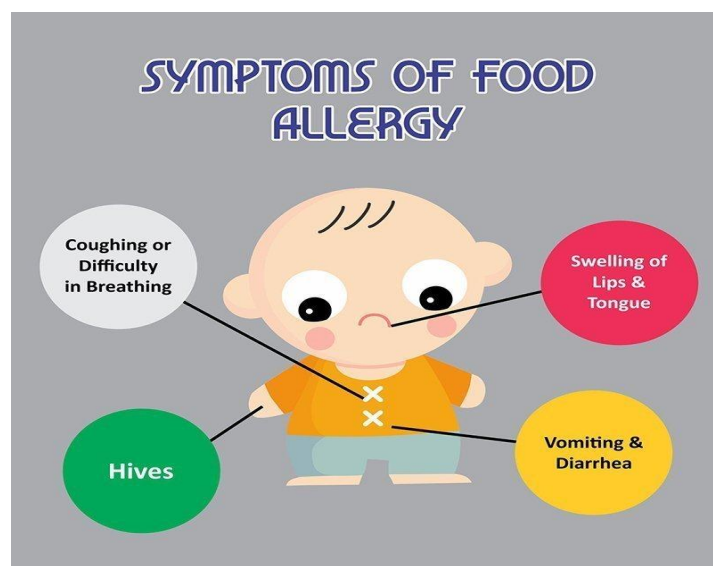 SYMPTOMS OF FOOD
ALLERGY
Coughing or
Difficulty
in Breathing
Swelling of
Lips &
Tongue
Hives
Vomiting &
Diarrhea